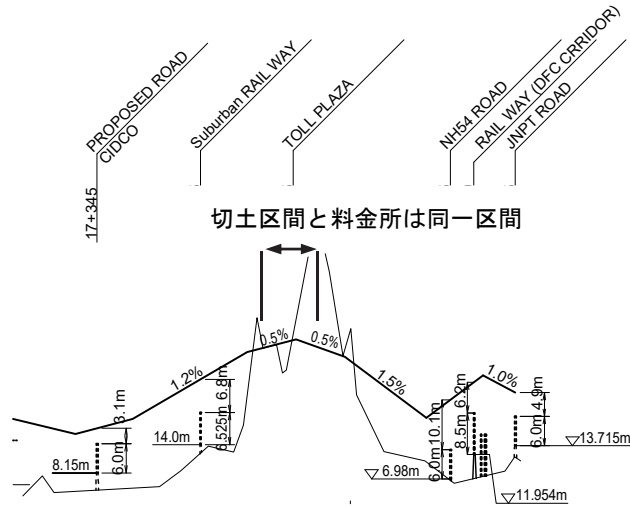 PROPOSED ROAD
CIDCO
Suburban RAIL WAY
TOLL PLAZA
NH54 ROAD
RAIL WAY (DFC CRRIDOR)
JNPT ROAD
17+345
切土区間と料金所は同一区間
0.5%
0.5%
1.2%
1.5%
1.0%
3.1m
6.0m
8.15m
6.8m
6.525m
14.0m
10.1m
6.0m
6.98m
6.2m
8.5m
4.9m
6.0m
13.715m
11.954m